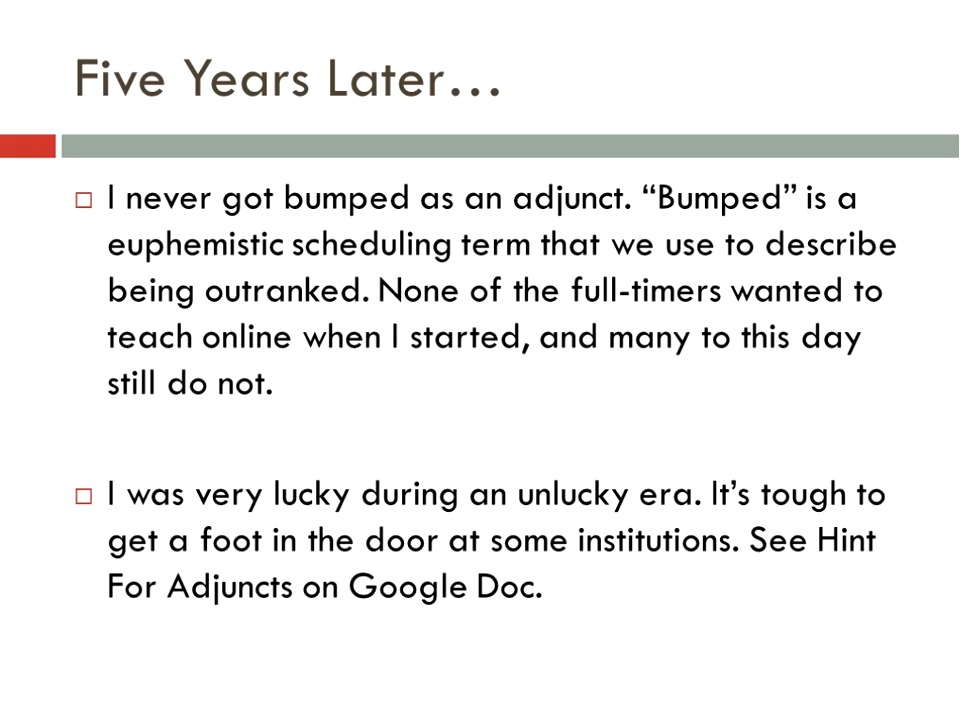 Five Years Later…
I never got bumped as an adjunct. “Bumped” is a
euphemistic scheduling term that we use to describe
being outranked. None of the full-timers wanted to
teach online when I started, and many to this day
still do not.
I was very lucky during an unlucky era. It’s tough to
get a foot in the door at some institutions. See Hint
For Adjuncts on Google Doc.